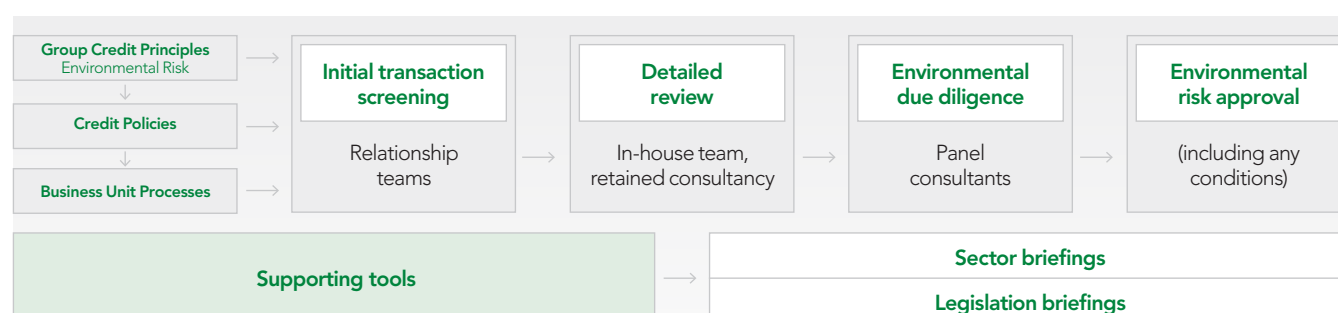 Group Credit Principles
Environmental Risk
Credit Policies
Business Unit Processes
Initial transaction
screening
Relationship
teams
Detailed
review
In-house team,
retained consultancy
Environmental
due diligence
Panel
consultants
Environmental
risk approval
(including any
conditions)
Supporting tools
Sector briefings
Legislation briefings